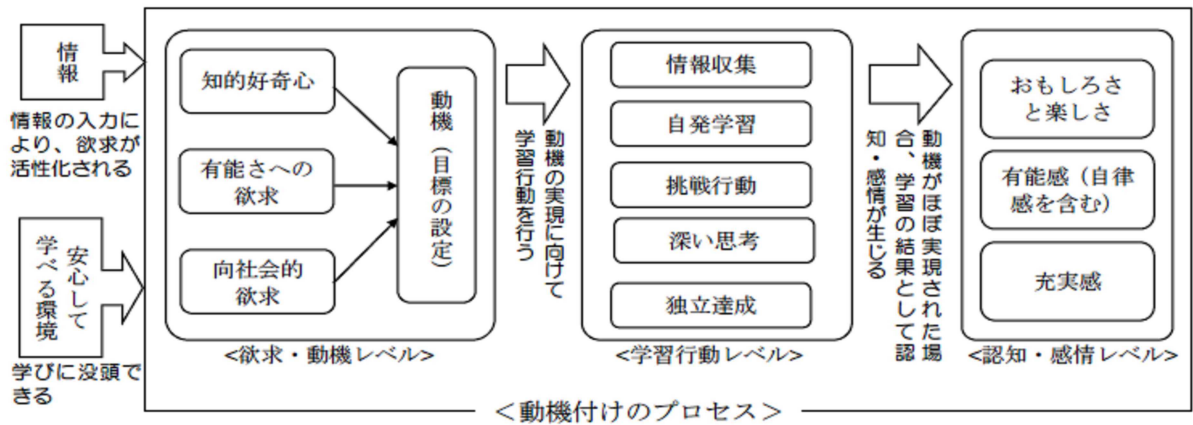 情報
情報の入力に
より、欲求が
活性化される
安心して
学べる環境
学びに没頭で
きる
知的好奇心
有能さへの
欲求
向社会的
欲求
動機（目標の設定）
<欲求・動機レベル>
動機の実現に向けて
学習行動を行う
情報収集
自発学習
挑戦行動
深い思考
独立達成
<学習行動レベル>
動機がほぼ実現された場
合、学習の結果として認
知・感情が生じる
おもしろさ
と楽しさ
有能感（自律
感を含む）
充実感
<認知・感情レベル>
＜動機付けのプロセス＞